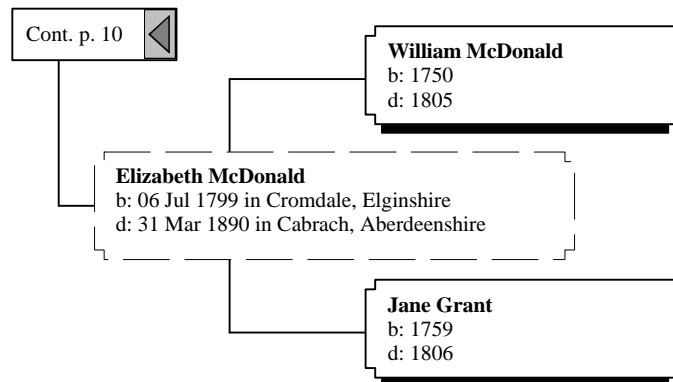 Cont. p. 10
William McDonald
b: 1750
d: 1805
Elizabeth McDonald
b: 06 Jul 1799 in Cromdale, Elginshire
d: 31 Mar 1890 in Cabrach, Aberdeenshire
Jane Grant
b: 1759
d: 1806